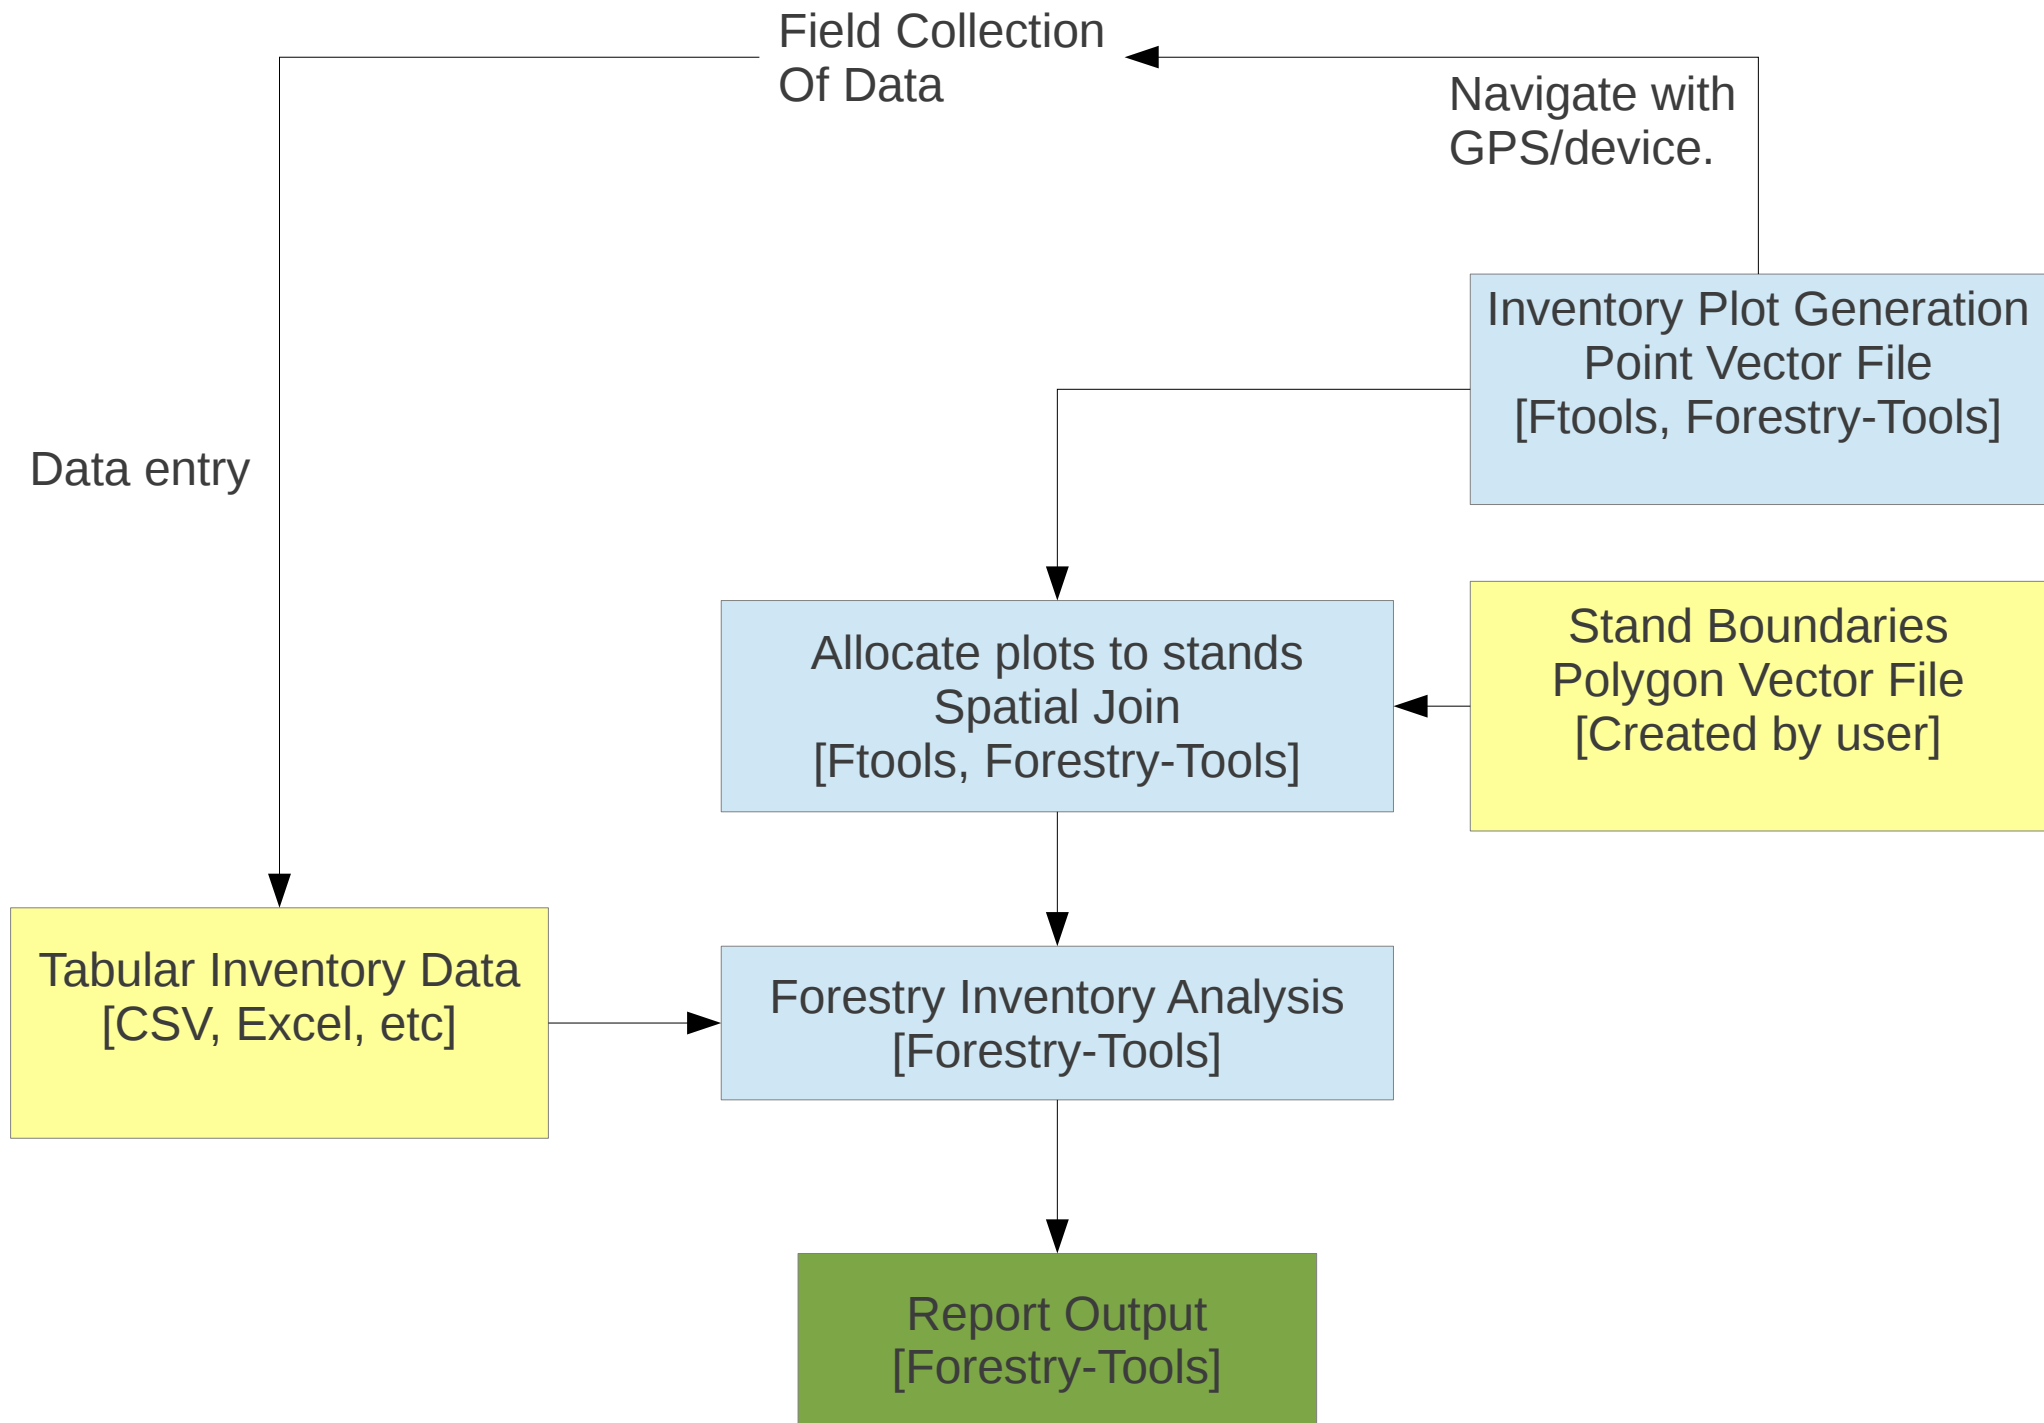 Field Collection
Of Data
Navigate with
GPS/device.
Inventory Plot Generation
Point Vector File
[Ftools, Forestry-Tools]
Data entry
Allocate plots to stands
Spatial Join
[Ftools, Forestry-Tools]
Stand Boundaries
Polygon Vector File
[Created by user]
Tabular Inventory Data
[CSV, Excel, etc]
Forestry Inventory Analysis
[Forestry-Tools]
Report Output
[Forestry-Tools]